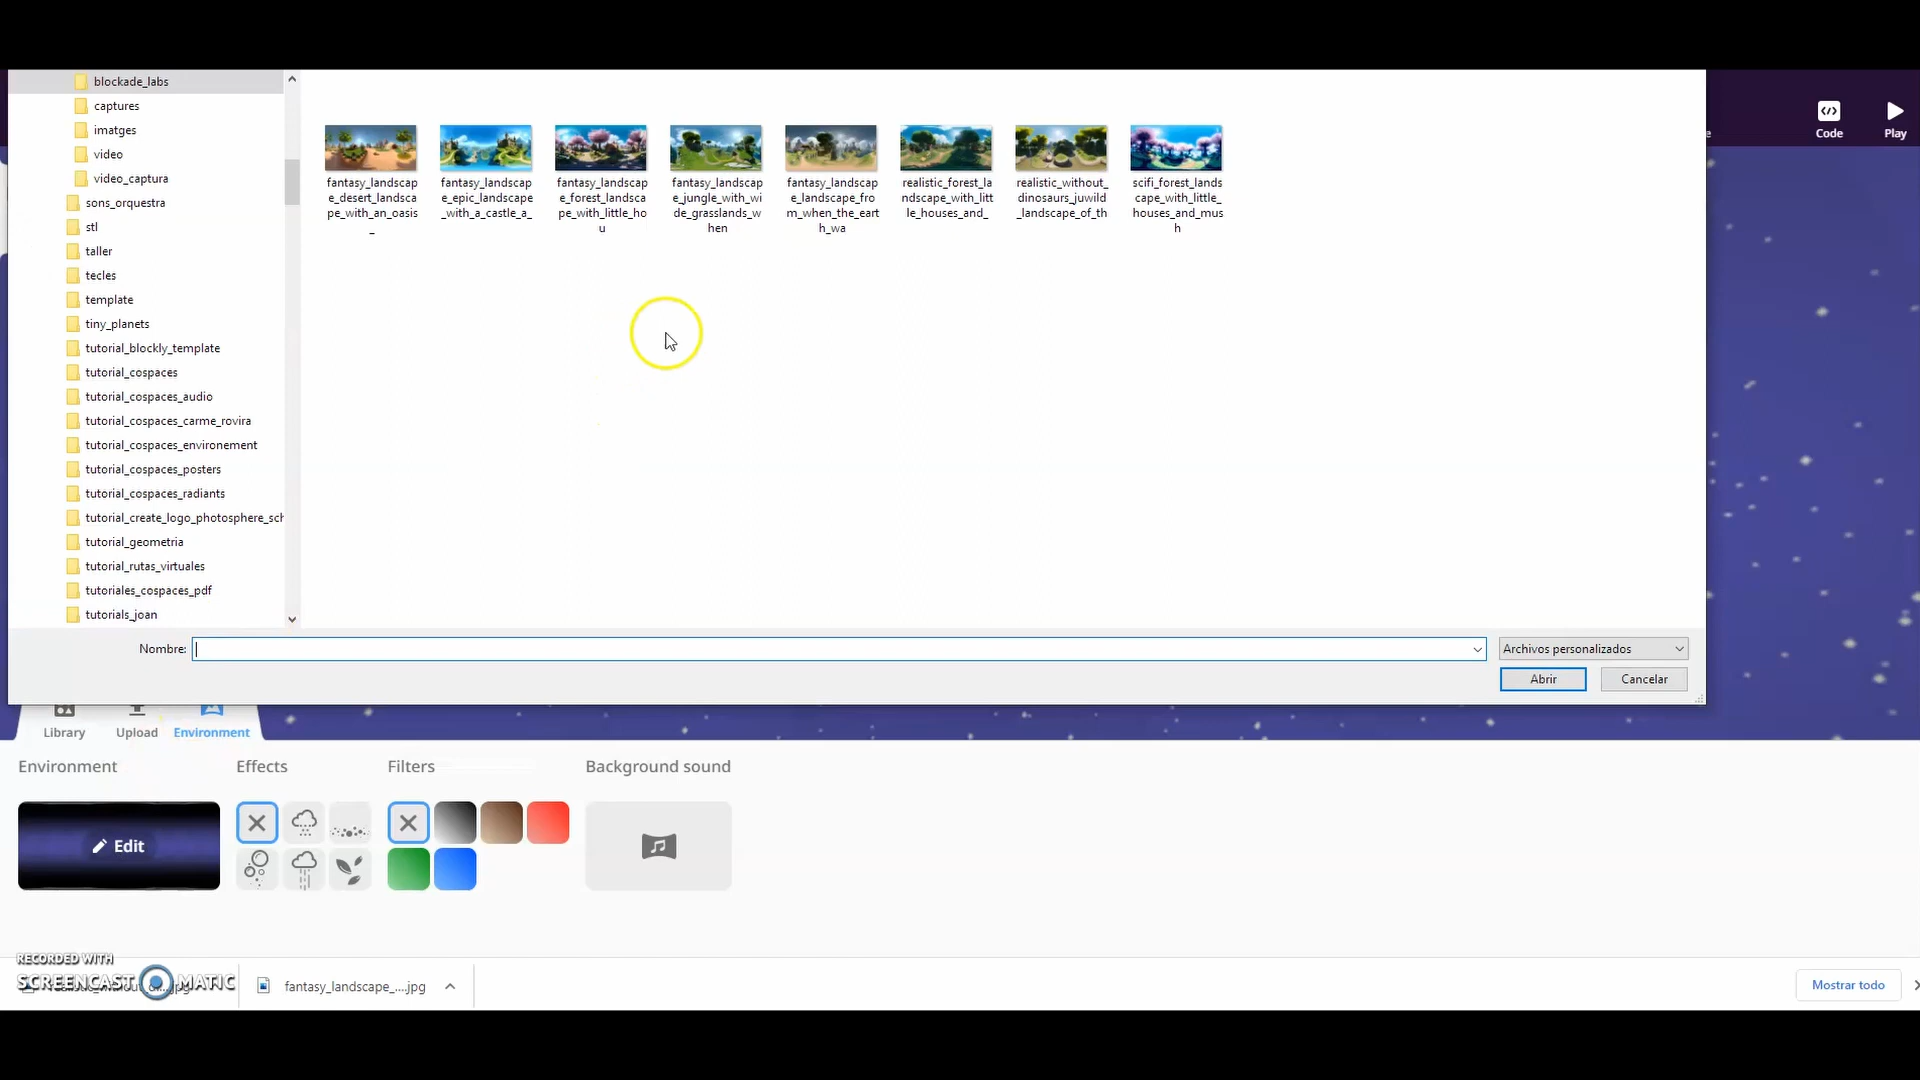 blockade_labs
captures
imatges
video
video_captura
sons_orquestra
stl
taller
tecles
template
tiny_planets
tutorial_blockly_template
tutorial_cospaces
tutorial_cospaces_audio
tutorial_cospaces_carme_rovira
tutorial_cospaces_environement
tutorial_cospaces_posters
tutorial_cospaces_radiants
tutorial_create_logo_photosphere_sch
tutorial_geometria
tutorial_rutas_virtuales
tutoriales_cospaces_pdf
tutorials_joan
fantasy_landscap
e_desert_landsca
pe_with_an_oasis
_
fantasy_landscap
e_epic_landscape
_with_a_castle_a_
fantasy_landscap
e_forest_landsca
pe_with_little_ho
u
fantasy_landscap
e_jungle_with_wi
de_grasslands_w
hen
fantasy_landscap
e_landscape_fro
m_when_the_eart
h_wa
realistic_forest_la
ndscape_with_litt
le_houses_and_
realistic_without_
dinosaurs_juwild
_landscape_of_th
scifi_forest_lands
cape_with_little_
houses_and_mus
h
Code
Play
Nombre:
Archivos personalizados
Abrir
Cancelar
Library
Upload
Environment
Environment
Effects
Filters
Background sound
Edit
RECORDED WITH
SCREENCAST MATIC
fantasy_landscape_....jpg
Mostrar todo